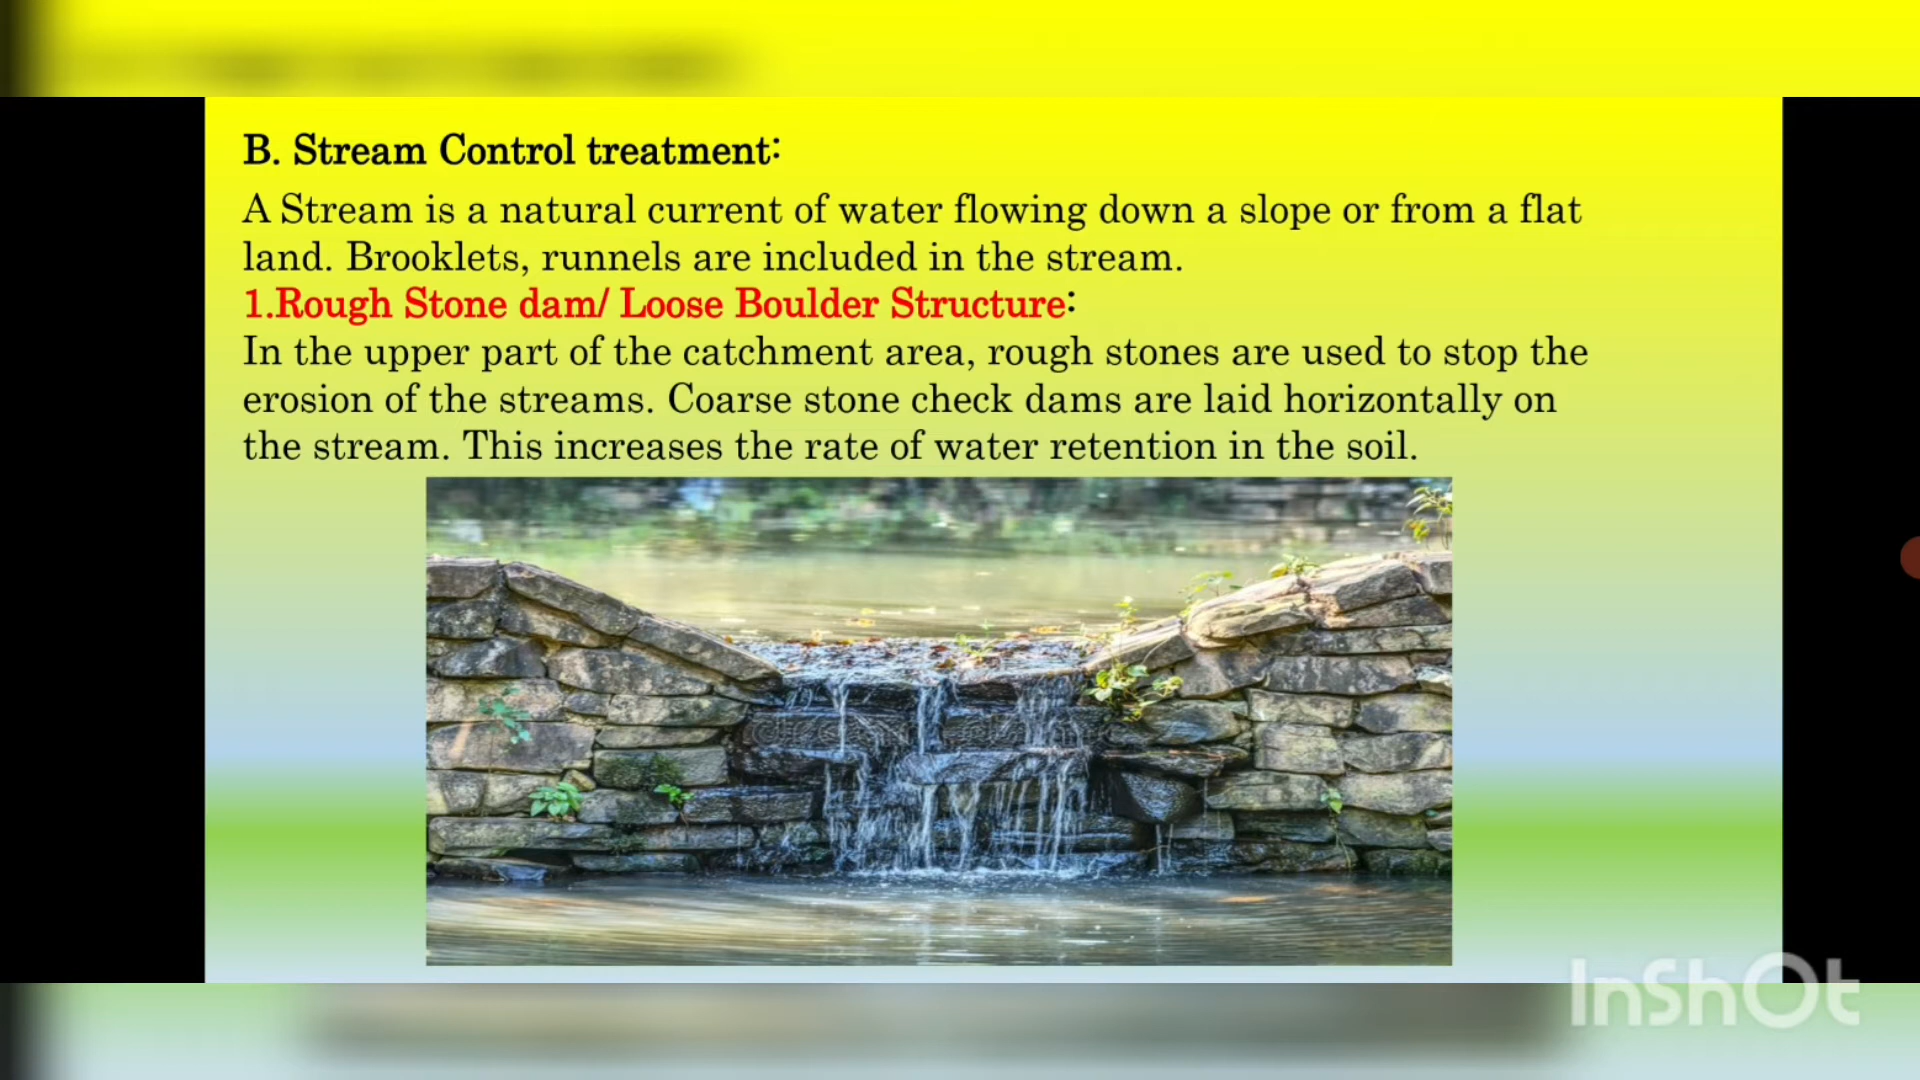 B. Stream Control treatment:
A Stream is a natural current of water flowing down a slope or from a flat
land. Brooklets, runnels are included in the stream.
1.Rough Stone dam/ Loose Boulder Structure:
In the upper part of the catchment area, rough stones are used to stop the
erosion of the streams. Coarse stone check dams are laid horizontally on
the stream. This increases the rate of water retention in the soil.
InShOt